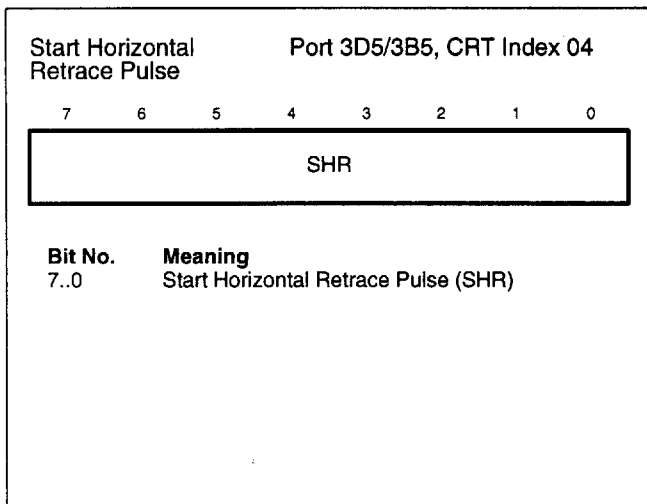 Start Horizontal Port 3D5/3B5, CRT Index 04
Retrace Pulse
7 6 5 4 3 2 1 0
SHR
Bit No. Meaning
7..0 Start Horizontal Retrace Pulse (SHR)